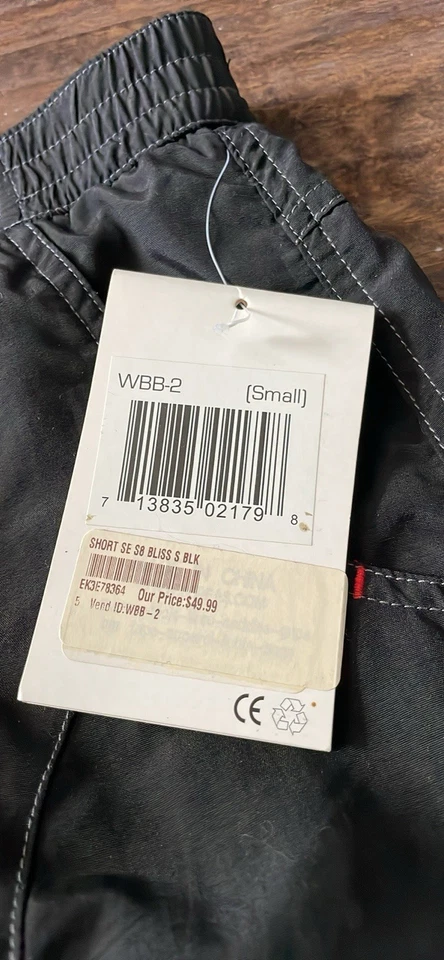 WBB-2 (Small)
7 13835 02179 8
SHORT SE S8 BLISS S BLK
EK3E78364 Our Price:$49.99
5 Vend ID:WBB-2
CHINA
CE